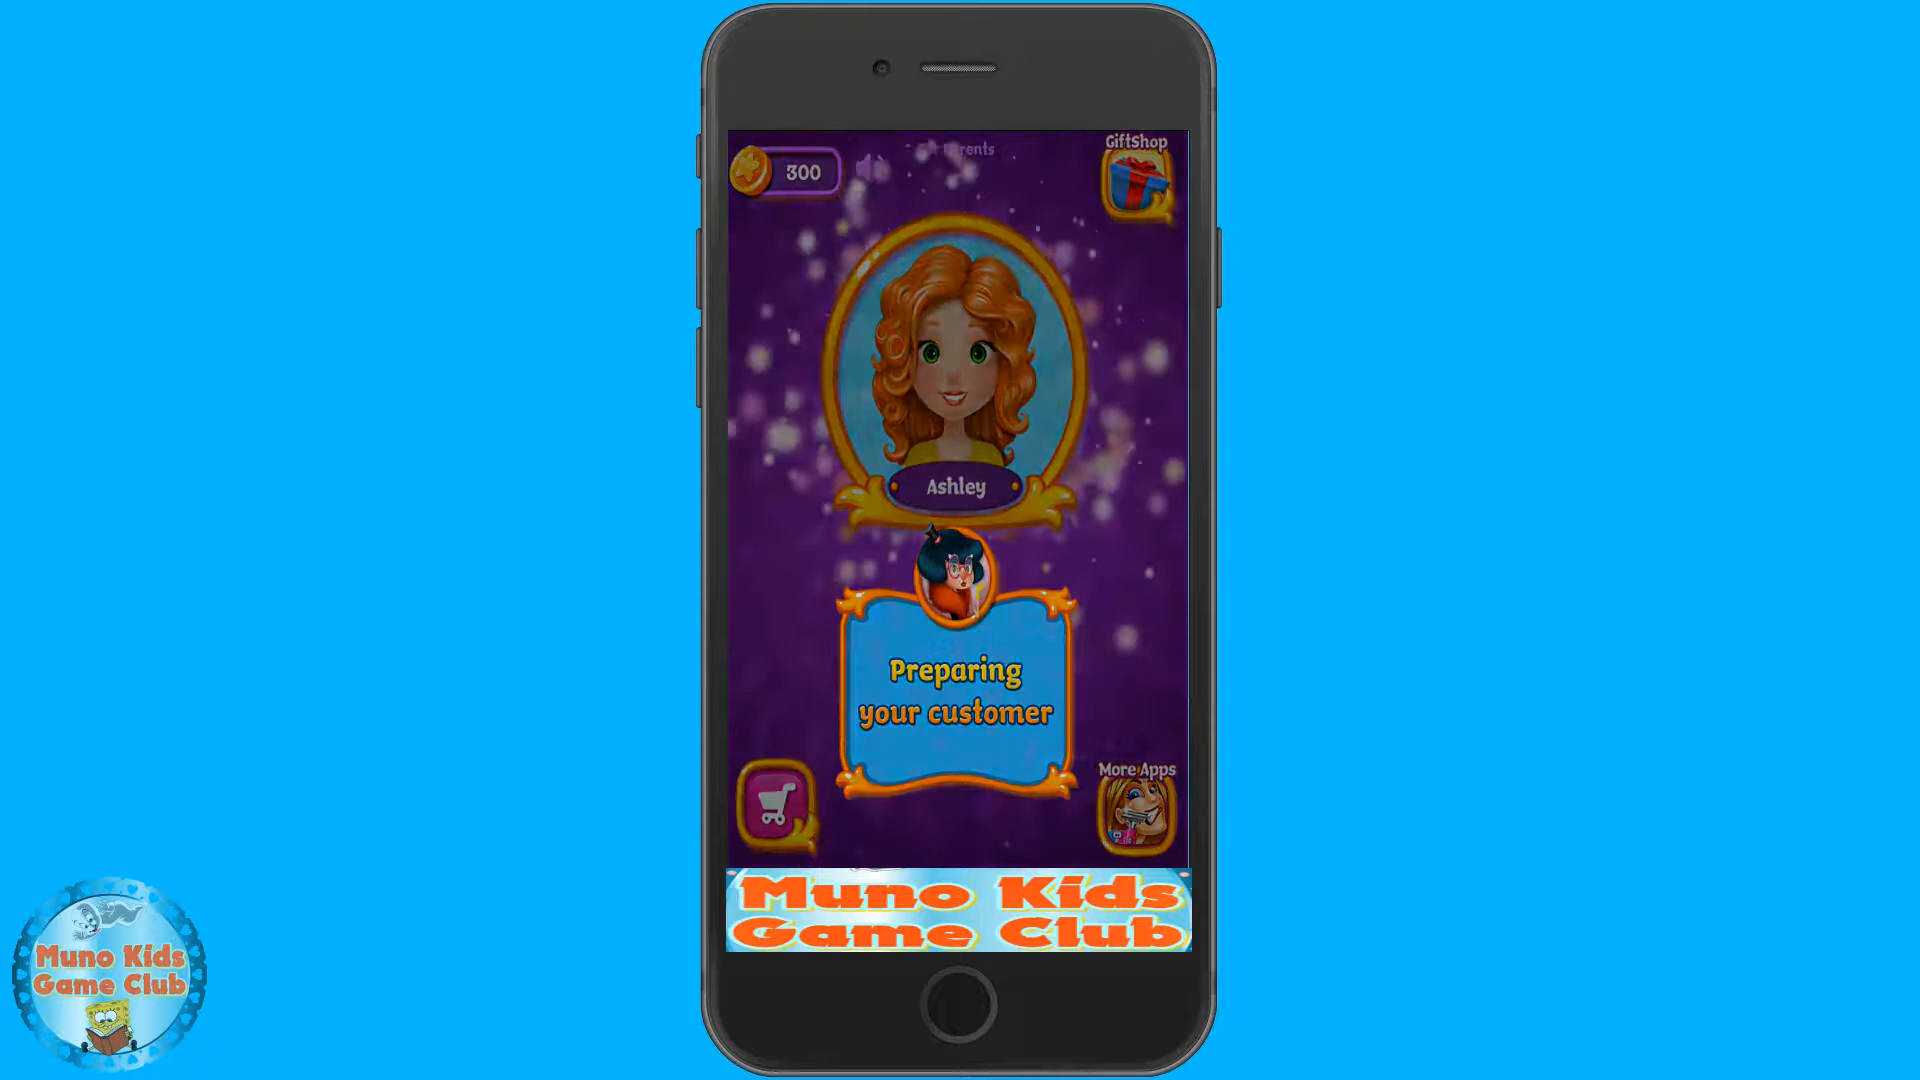 GiftShop
300
Ashley
Preparing
your customer
More Apps
Muno Kids
Game Club
Muno Kids
Game Club